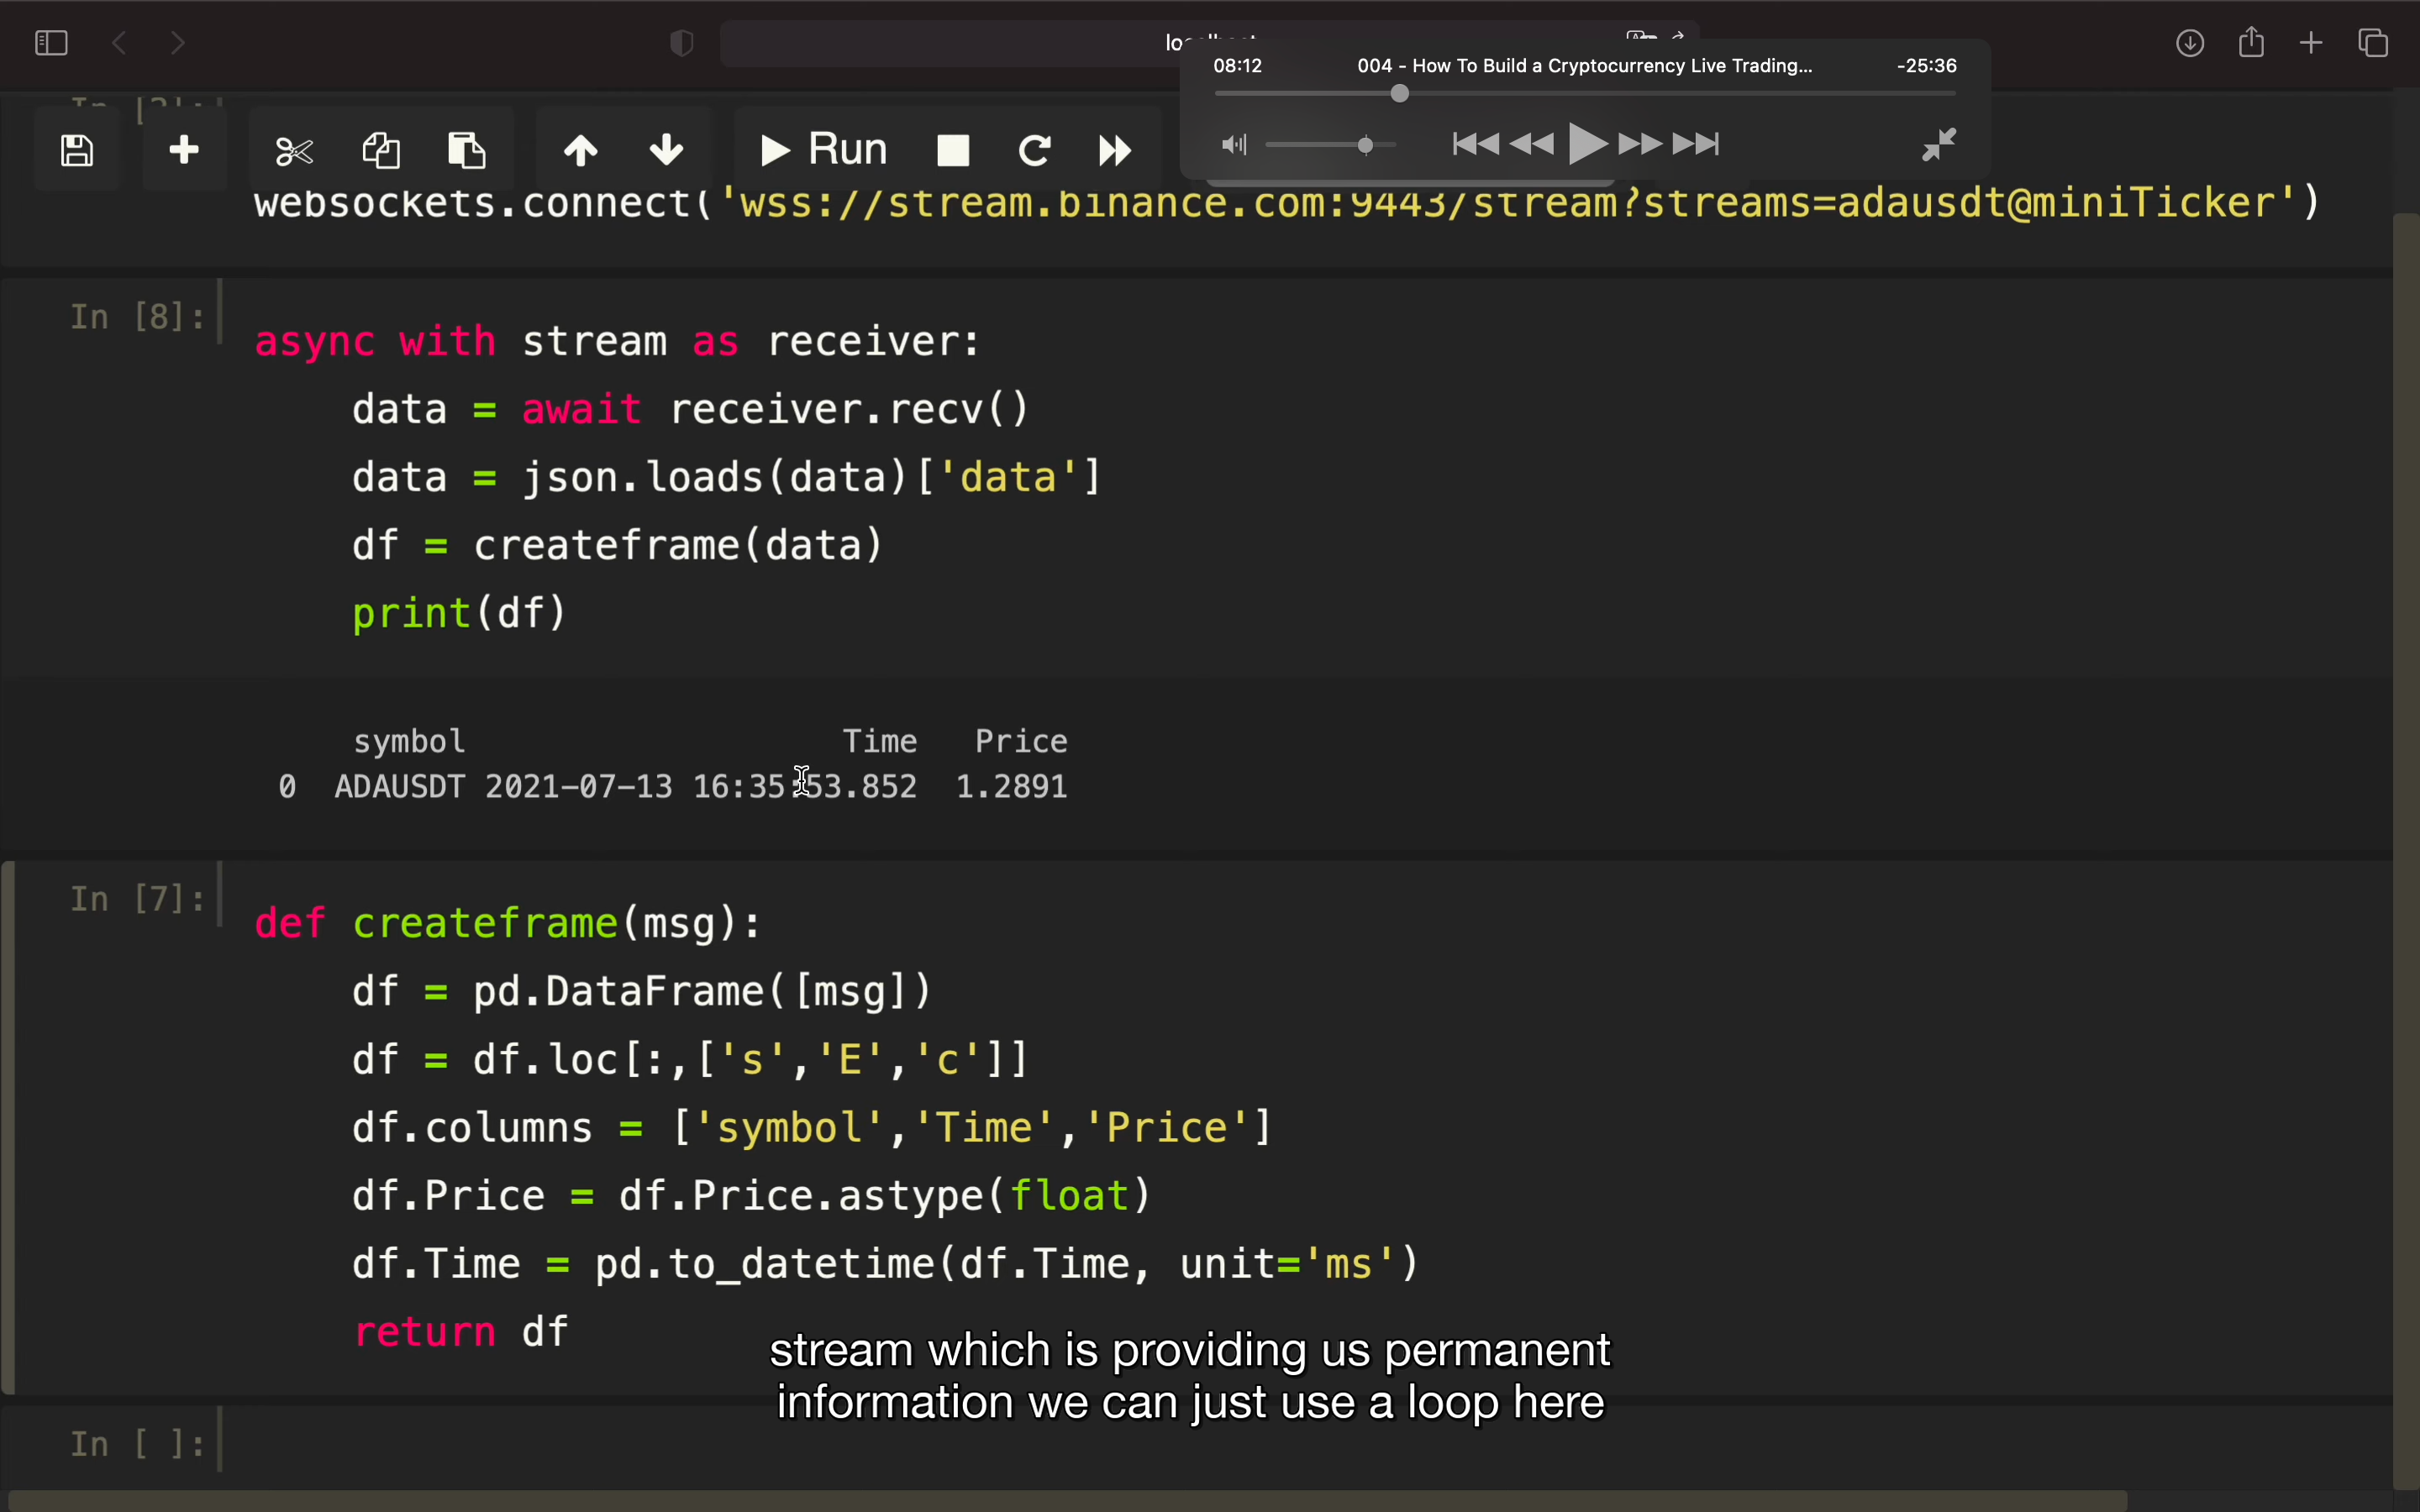 08:12 004 - How To Build a Cryptocurrency Live Trading... -25:36
Run
websockets.connect('wss://stream.binance.com:9443/stream?streams=adausdt@miniTicker')
In [8]:
async with stream as receiver:
data = await receiver.recv()
data = json.loads(data)['data']
df = createframe(data)
print(df)
symbol Time Price
0 ADAUSDT 2021-07-13 16:35:53.852 1.2891
In [7]:
def createframe(msg):
df = pd.DataFrame([msg])
df = df.loc[:,['s','E','c']]
df.columns = ['symbol','Time','Price']
df.Price = df.Price.astype(float)
df.Time = pd.to_datetime(df.Time, unit='ms')
return df
stream which is providing us permanent
information we can just use a loop here
In [ ]: